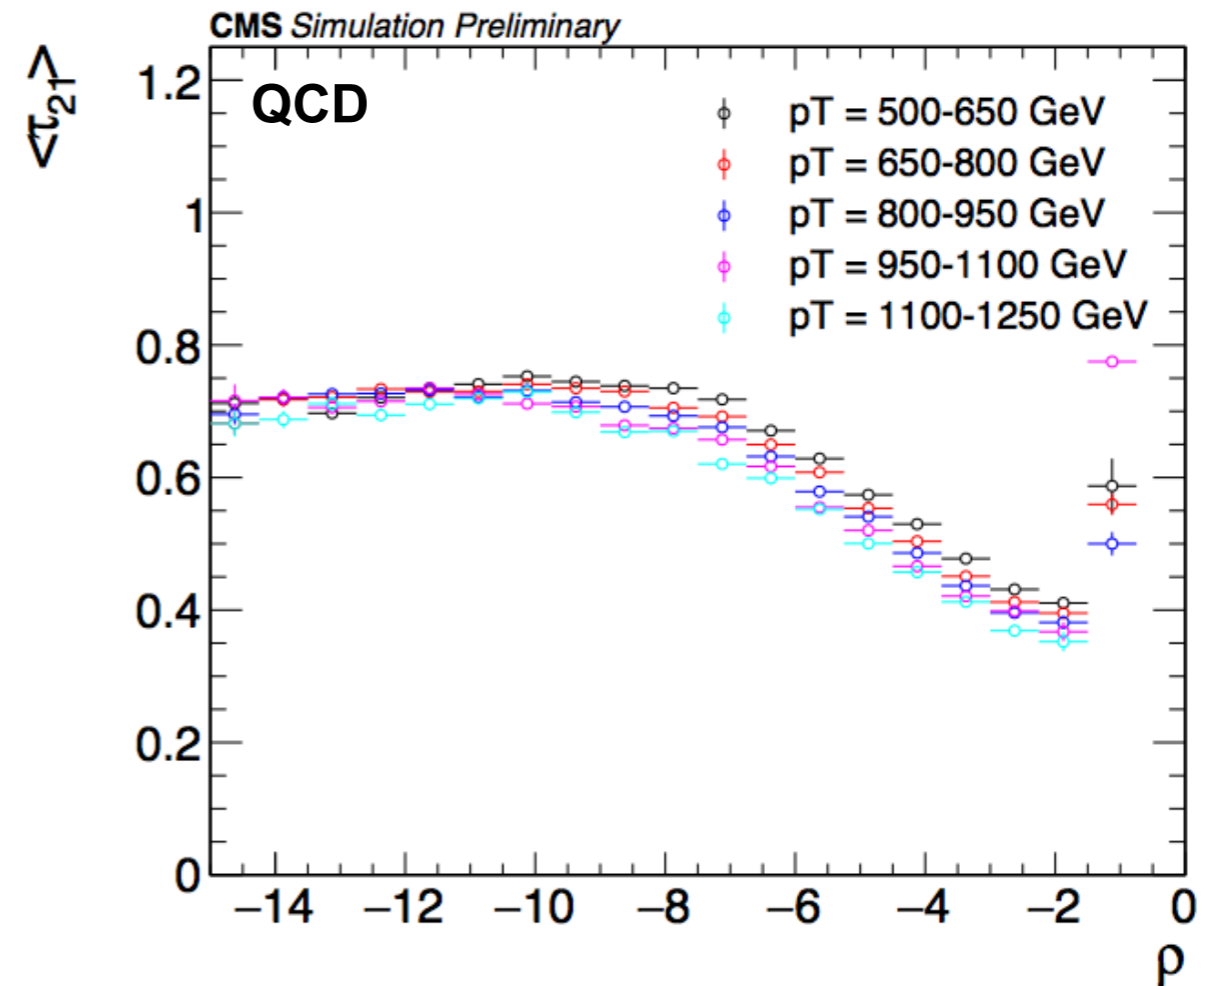 CMS Simulation Preliminary
<τ21>
QCD
pT = 500-650 GeV
pT = 650-800 GeV
pT = 800-950 GeV
pT = 950-1100 GeV
pT = 1100-1250 GeV
1.2
1
0.8
0.6
0.4
0.2
0
−14 −12 −10 −8 −6 −4 −2 0
ρ